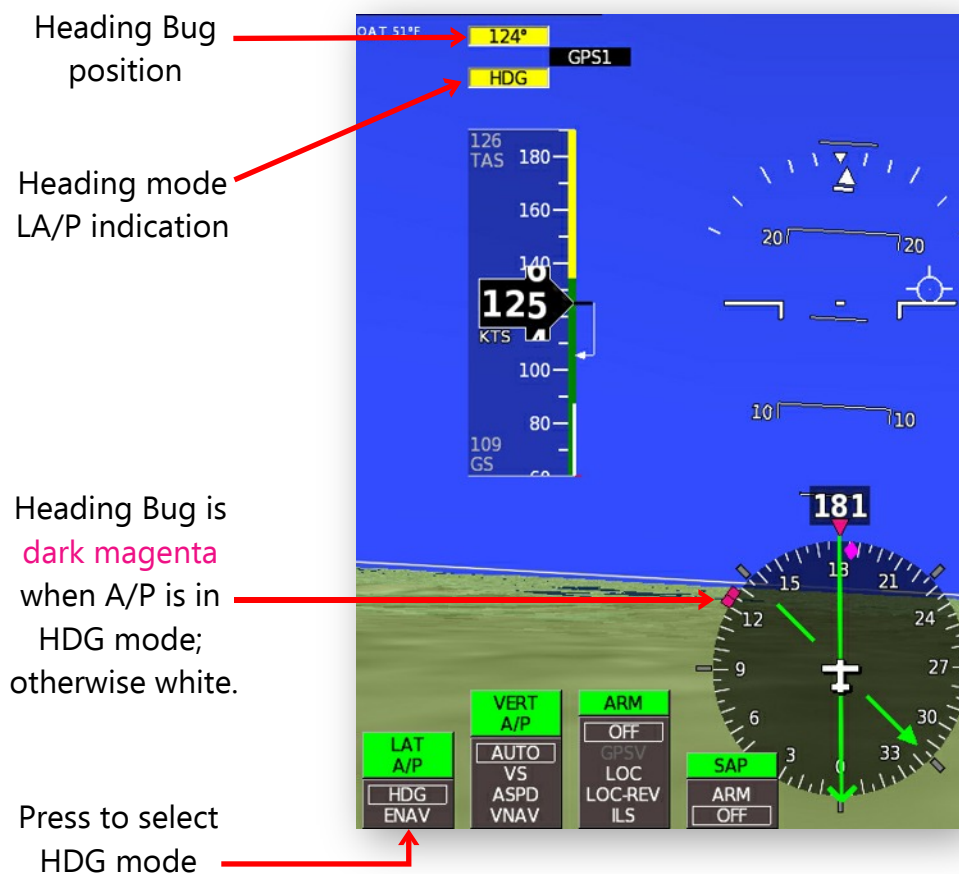 Heading Bug
position
Heading mode
LA/P indication
Heading Bug is
dark magenta
when A/P is in
HDG mode;
otherwise white.
Press to select
HDG mode
OAT 51°F
124°
GPS1
HDG
126
TAS
180
160
140
125
KTS
100
80
109
GS
60
20 20
10 10
181
12 15 18 21 24 27 30 33 0 3 6 9
LAT
A/P
HDG
ENAV
VERT
A/P
AUTO
VS
ASPD
VNAV
ARM
OFF
GPSV
LOC
LOC-REV
ILS
SAP
ARM
OFF